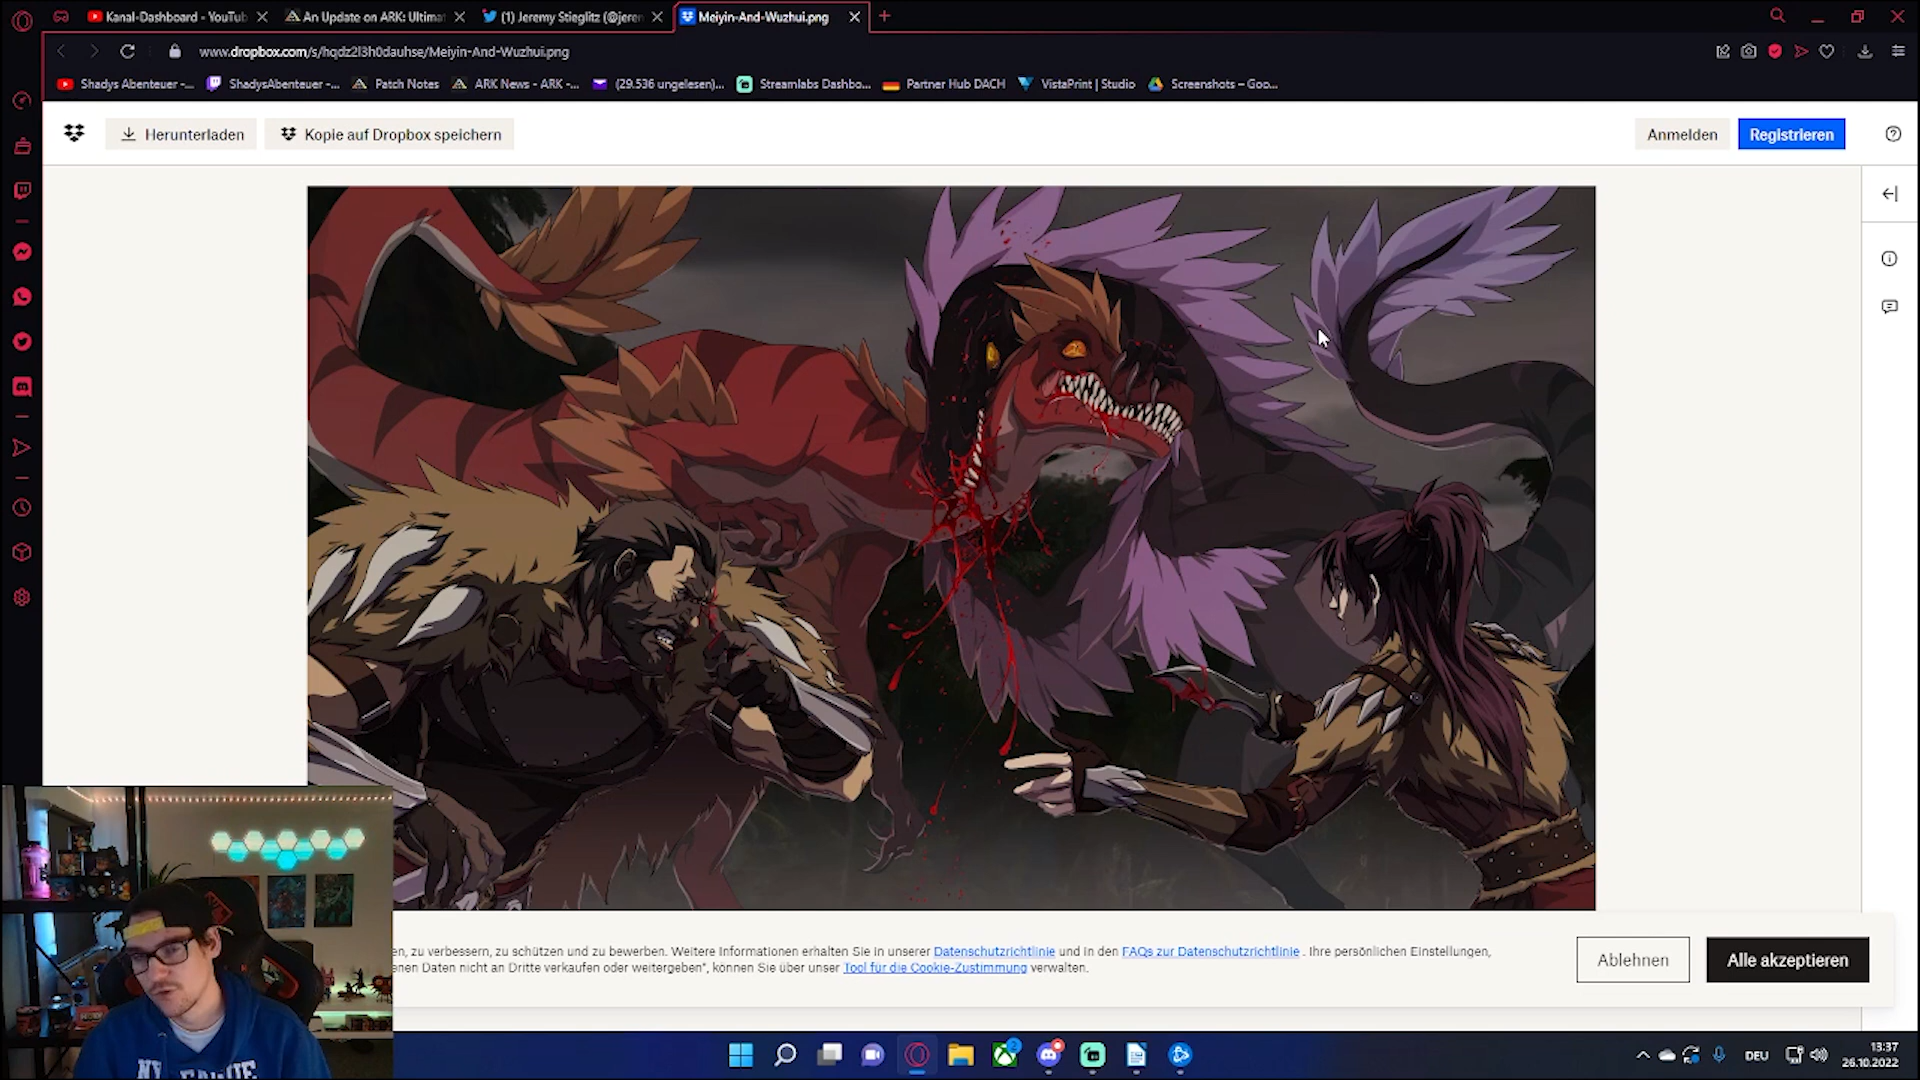 Kanal-Dashboard - YouTub
An Update on ARK: Ultima
(1) Jeremy Stieglitz (@jerem
Meiyin-And-Wuzhui.png
www.dropbox.com/s/hqdz2l3h0dauhse/Meiyin-And-Wuzhui.png
Shadys Abenteuer -...
ShadysAbenteuer -...
Patch Notes
ARK News - ARK -...
(29.536 ungelesen)...
Streamlabs Dashbo...
Partner Hub DACH
VistaPrint | Studio
Screenshots – Goo...
Herunterladen
Kopie auf Dropbox speichern
Anmelden
Registrieren
en, zu verbessern, zu schützen und zu bewerben. Weitere Informationen erhalten Sie in unserer Datenschutzrichtlinie und in den FAQs zur Datenschutzrichtlinie . Ihre persönlichen Einstellungen,
enen Daten nicht an Dritte verkaufen oder weitergeben", können Sie über unser Tool für die Cookie-Zustimmung verwalten.
Ablehnen
Alle akzeptieren
2
DEU
13:37
26.10.2022